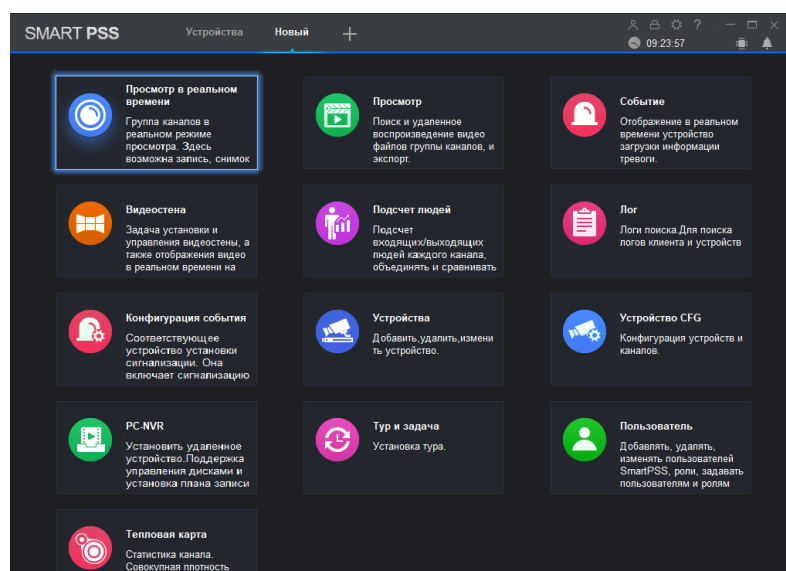 SMART PSS
Устройства
Новый
09:23:57
Просмотр в реальном
времени
Группа каналов в
реальном режиме
просмотра. Здесь
возможна запись, снимок
Просмотр
Поиск и удаленное
воспроизведение видео
файлов группы каналов, и
экспорт.
Событие
Отображение в реальном
времени устройство
загрузки информации
тревоги.
Видеостена
Задача установки и
управления видеостены, а
также отображения видео
в реальном времени на
Подсчет людей
Подсчет
входящих/выходящих
людей каждого канала,
объединять и сравнивать
Лог
Логи поиска.Для поиска
логов клиента и устройств
Конфигурация события
Соответствующее
устройство установки
сигнализации. Она
включает сигнализацию
Устройства
Добавить,удалить,измени
ть устройство.
Устройство CFG
Конфигурация устройств и
каналов.
PC-NVR
Установить удаленное
устройство.Поддержка
управления дисками и
установка плана записи
Тур и задача
Установка тура.
Пользователь
Добавлять, удалять,
изменять пользователей
SmartPSS, роли, задавать
пользователям и ролям
Тепловая карта
Статистика канала.
Совокупная плотность